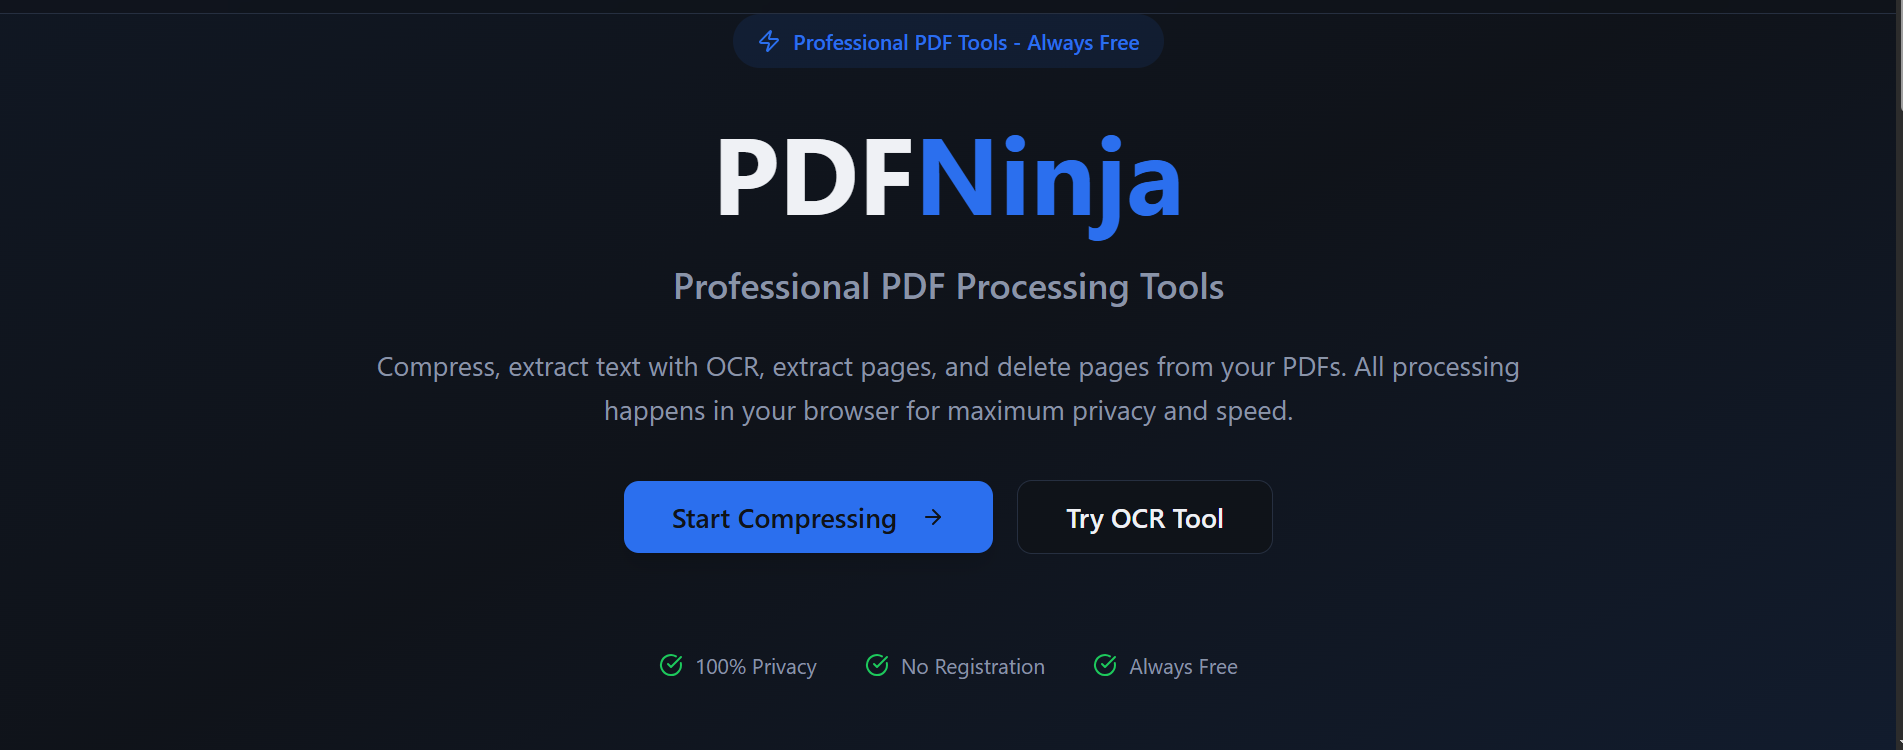 Professional PDF Tools - Always Free
PDFNinja
Professional PDF Processing Tools
Compress, extract text with OCR, extract pages, and delete pages from your PDFs. All processing
happens in your browser for maximum privacy and speed.
Start Compressing →
Try OCR Tool
100% Privacy
No Registration
Always Free